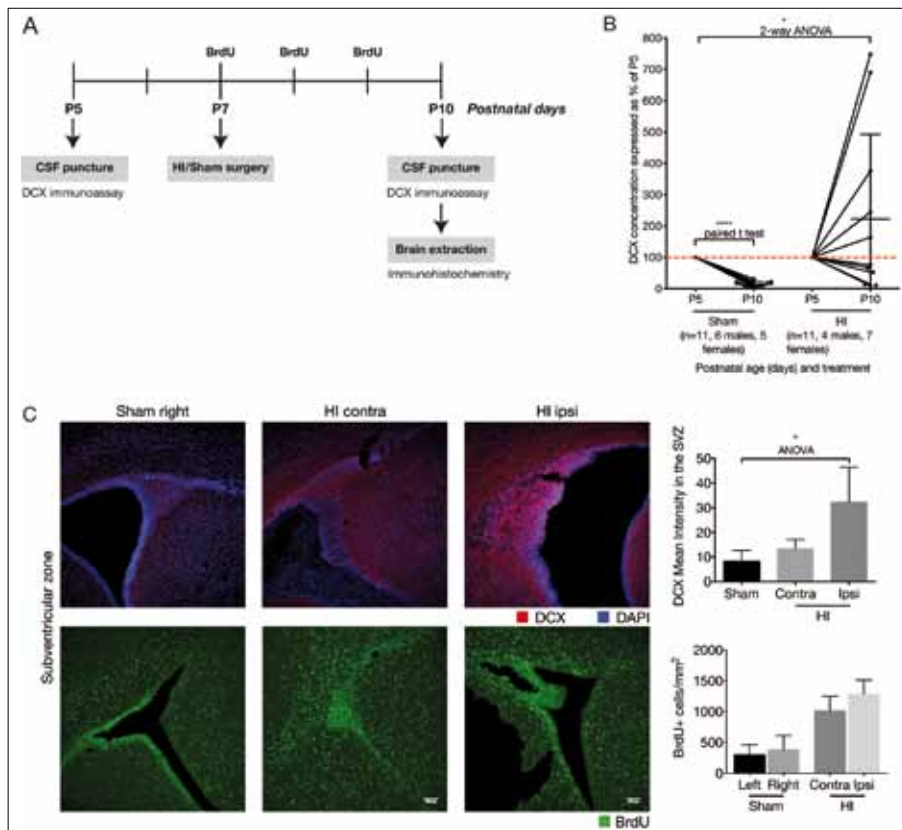 A
BrdU BrdU BrdU
P5 P7 P10 Postnatal days
CSF puncture HI/Sham surgery CSF puncture
DCX immunoassay DCX immunoassay
Brain extraction
Immunohistochemistry
B
*
2-way ANOVA
DCX concentration expressed as % of P5
800
700
600
500
400
300
200
100
0
****
paired t test
P5 P10 P5 P10
Sham HI
(n=11, 6 males, 5 females) (n=11, 4 males, 7 females)
Postnatal age (days) and treatment
C
Sham right HI contra HI ipsi
Subventricular zone
DCX DAPI
BrdU
*
ANOVA
DCX Mean Intensity in the SVZ
50
40
30
20
10
0
Sham Contra Ipsi
HI
BrdU+ cells/mm²
2000
1500
1000
500
0
Left Right Contra Ipsi
Sham HI